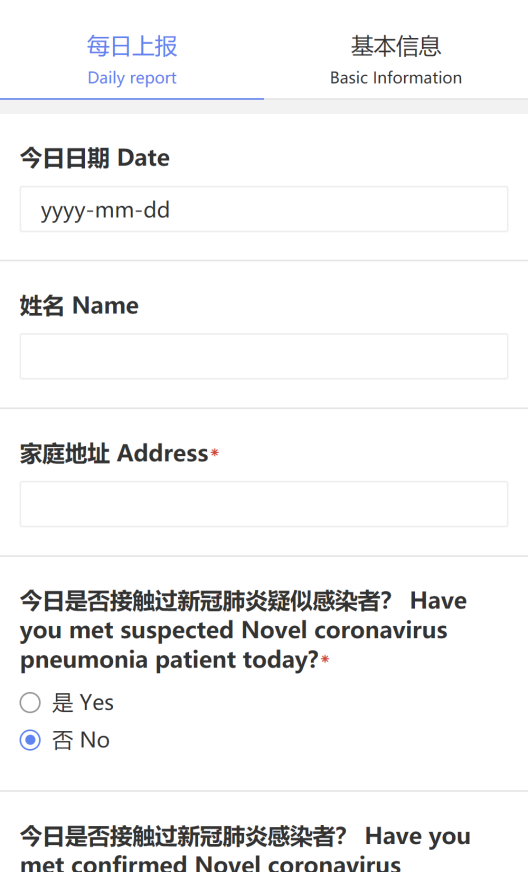 每日上报 基本信息
Daily report Basic Information
今日日期 Date
yyyy-mm-dd
姓名 Name
家庭地址 Address*
今日是否接触过新冠肺炎疑似感染者? Have
you met suspected Novel coronavirus
pneumonia patient today?*
是 Yes
否 No
今日是否接触过新冠肺炎感染者? Have you
met confirmed Novel coronavirus